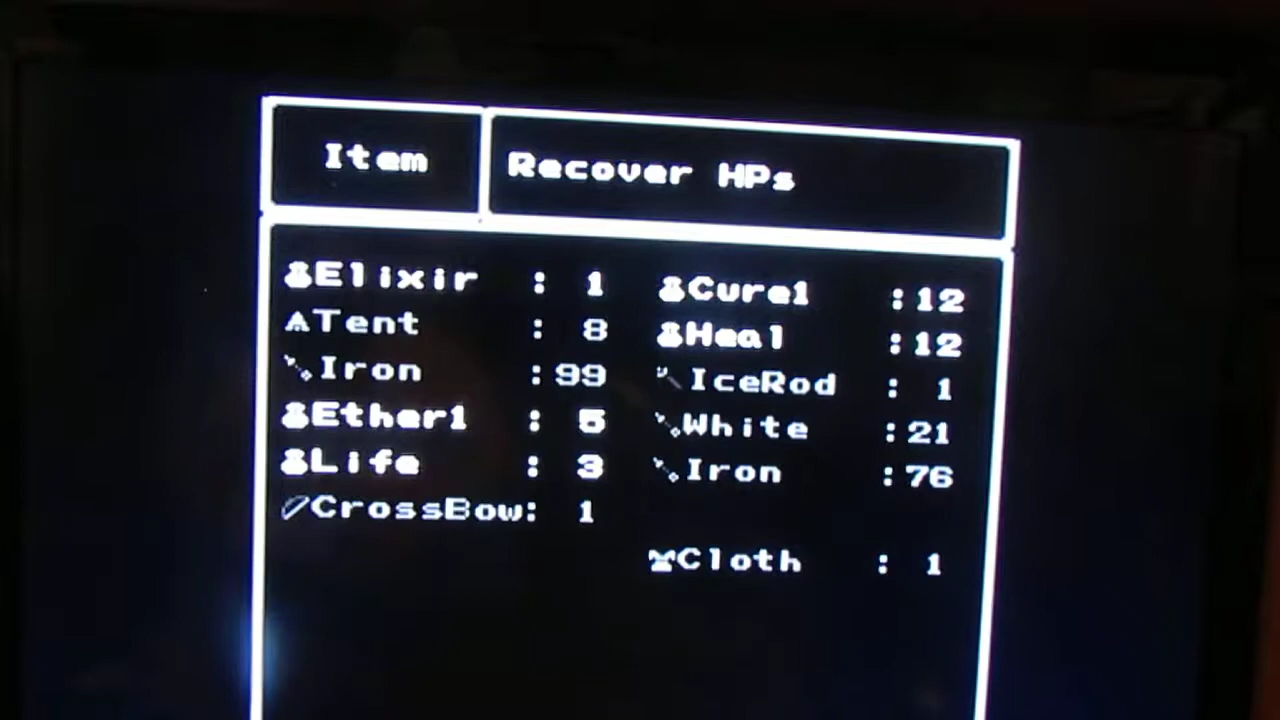 Item Recover HPs
Elixir : 1 Cure1 :12
Tent : 8 Heal :12
Iron :99 IceRod : 1
Ether1 : 5 White :21
Life : 3 Iron :76
CrossBow: 1
Cloth : 1